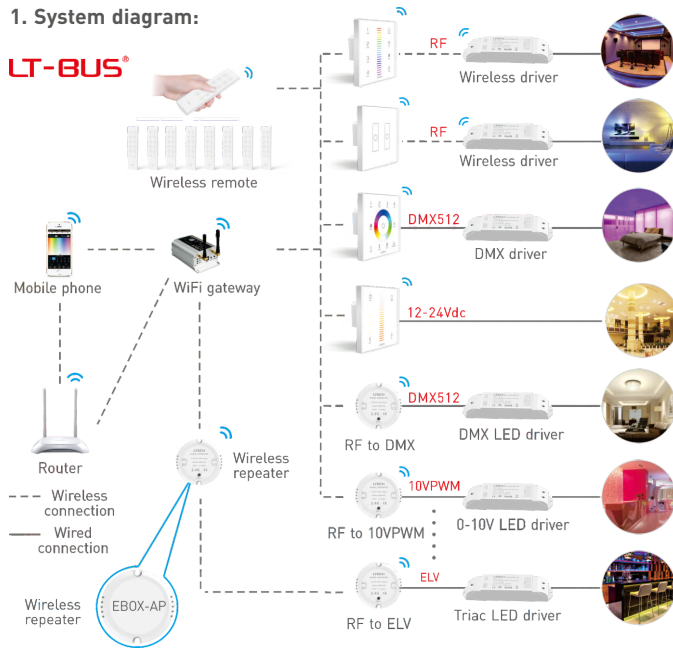 1. System diagram:
LT-BUS®
RF
Wireless driver
Wireless remote
RF
Wireless driver
DMX512
DMX driver
Mobile phone
WiFi gateway
12-24Vdc
Router
Wireless
repeater
RF to DMX
DMX512
DMX LED driver
Wireless
connection
Wired
connection
RF to 10VPWM
10VPWM
0-10V LED driver
Wireless
repeater
EBOX-AP
RF to ELV
ELV
Triac LED driver